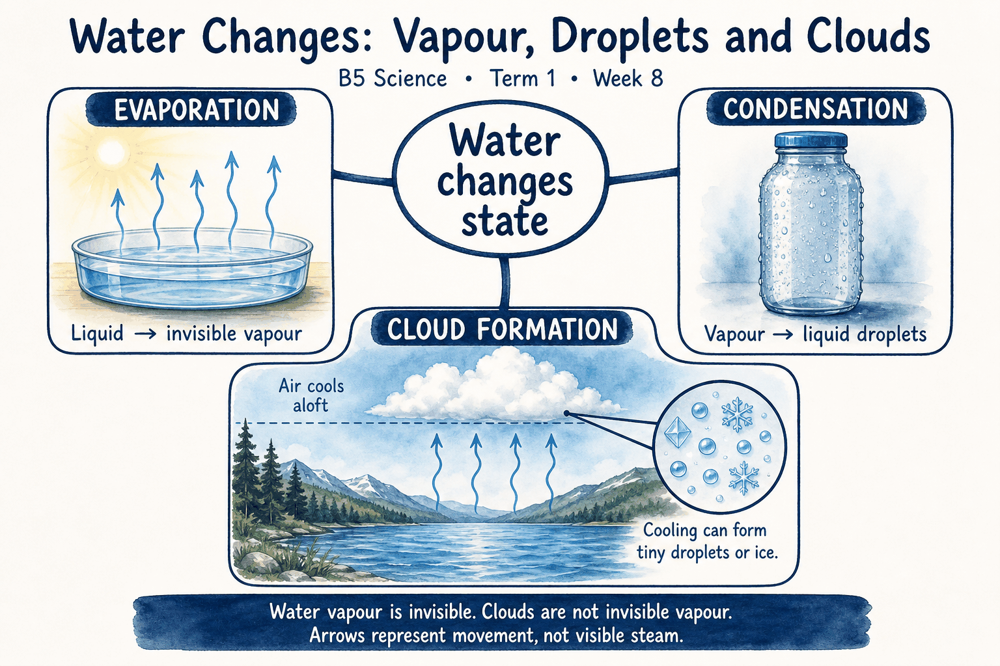 Water Changes: Vapour, Droplets and Clouds
B5 Science • Term 1 • Week 8
EVAPORATION
Liquid → invisible vapour
Water
changes
state
CONDENSATION
Vapour → liquid droplets
CLOUD FORMATION
Air cools
aloft
Cooling can form
tiny droplets or ice.
Water vapour is invisible. Clouds are not invisible vapour.
Arrows represent movement, not visible steam.